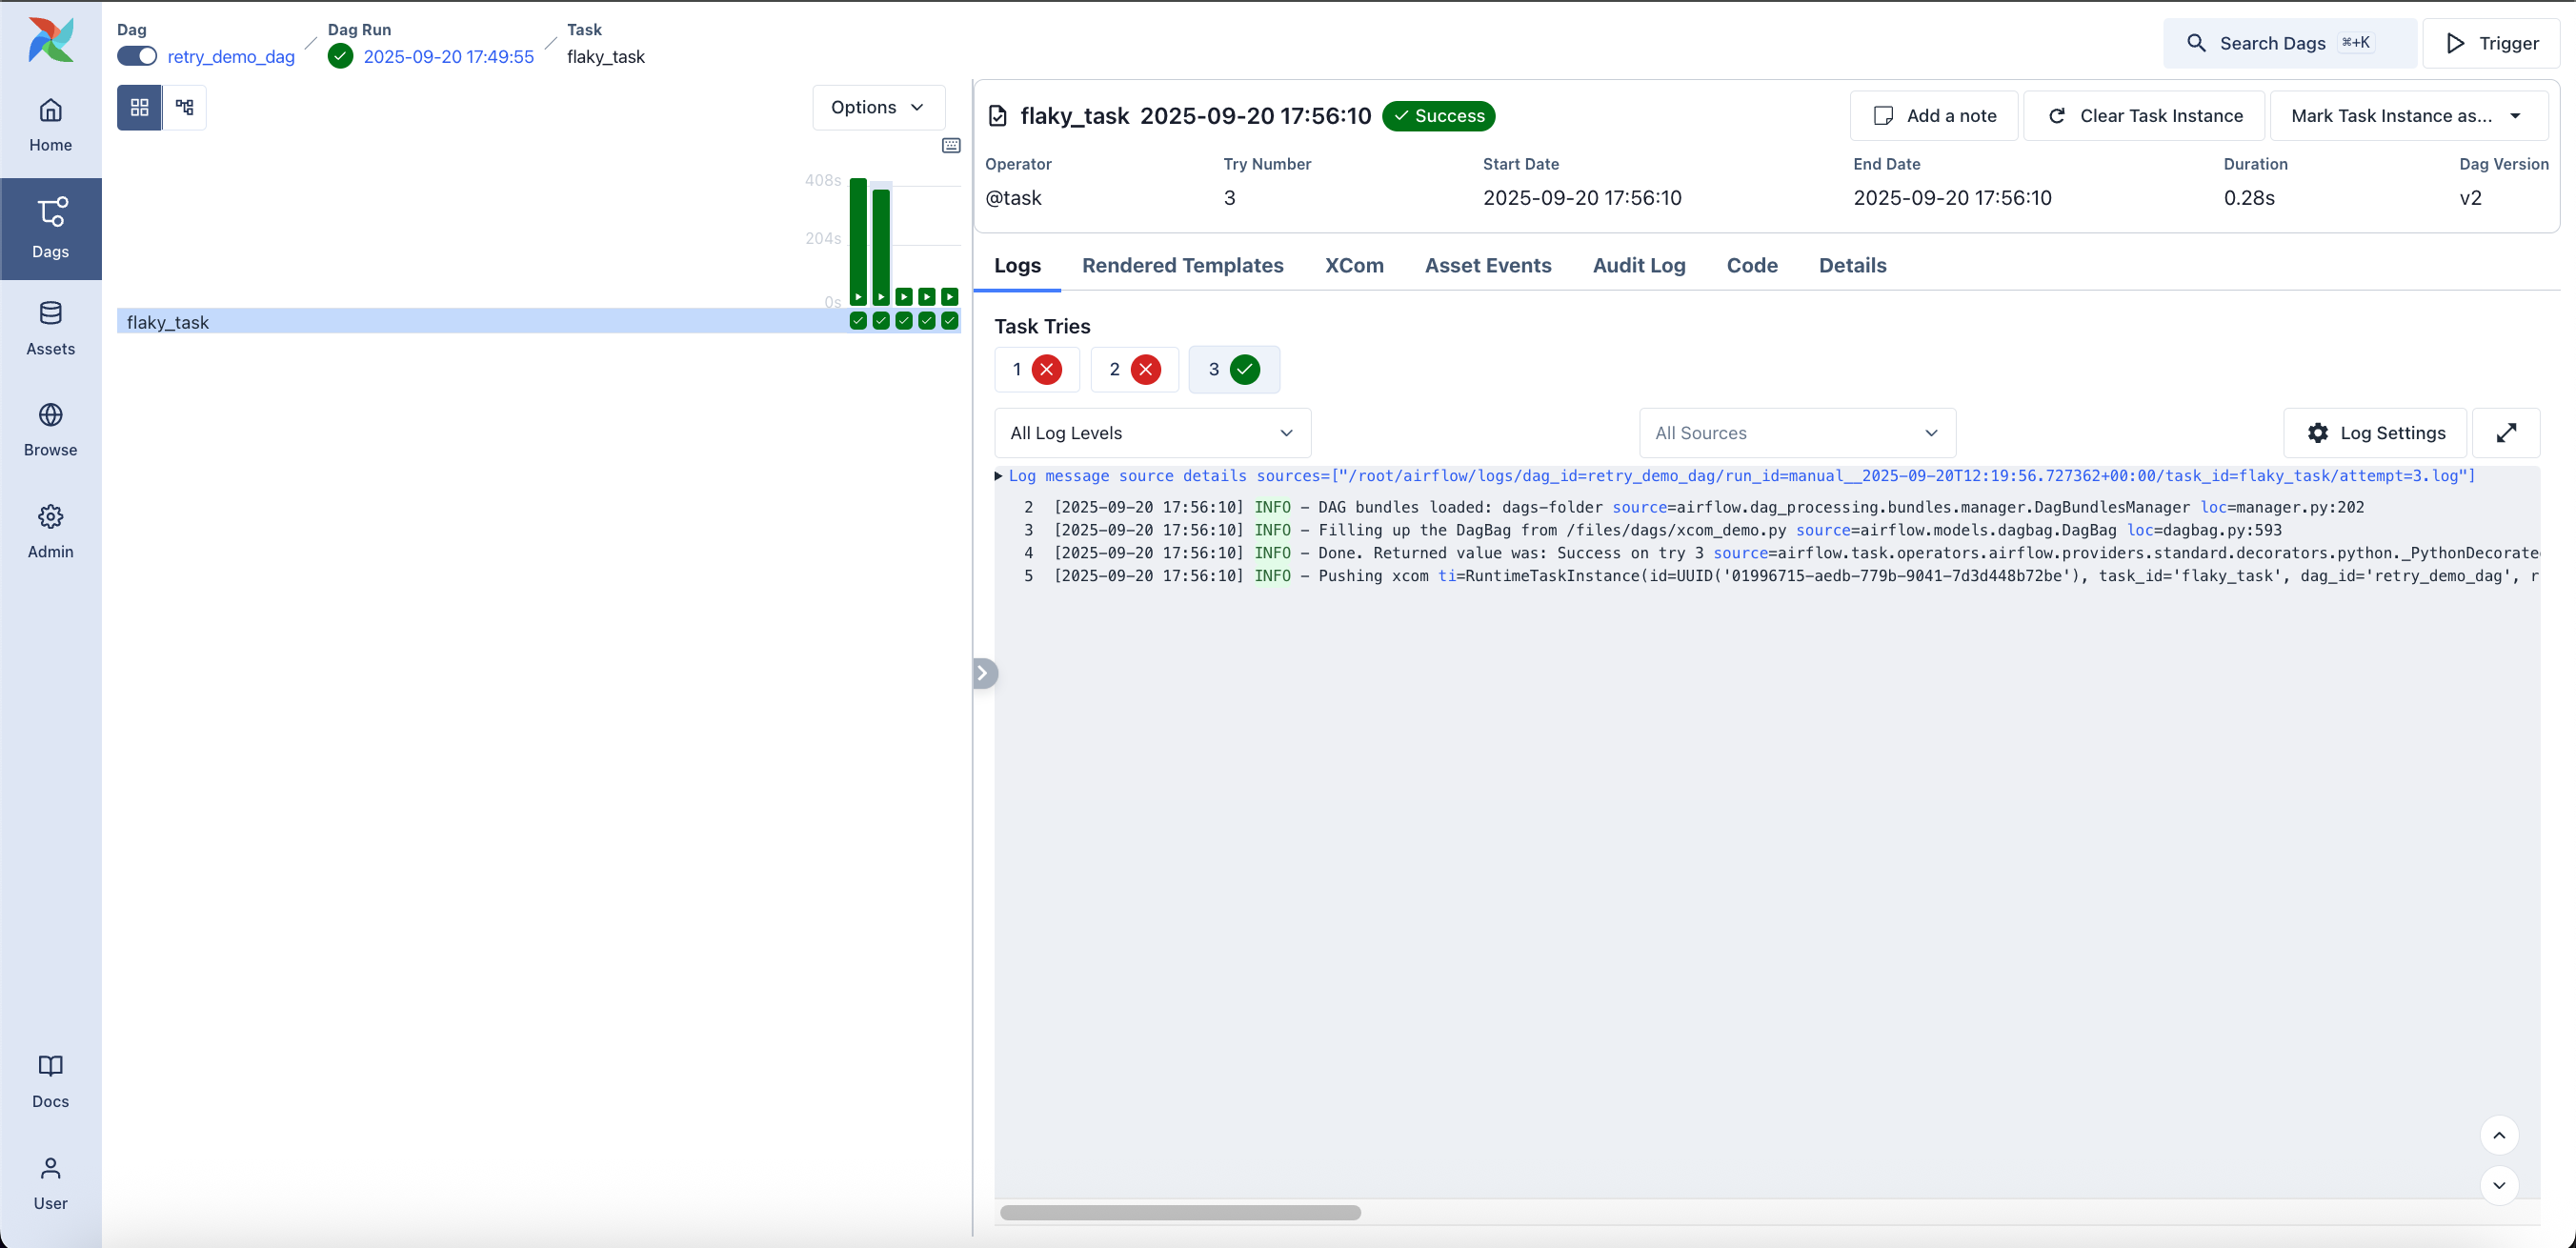 Dag
retry_demo_dag
Dag Run
2025-09-20 17:49:55
Task
flaky_task
Search Dags ⌘+K
Trigger
Home
Dags
Assets
Browse
Admin
Docs
User
Options
408s
204s
0s
flaky_task
flaky_task 2025-09-20 17:56:10 Success
Add a note
Clear Task Instance
Mark Task Instance as...
Operator Try Number Start Date End Date Duration Dag Version
@task 3 2025-09-20 17:56:10 2025-09-20 17:56:10 0.28s v2
Logs Rendered Templates XCom Asset Events Audit Log Code Details
Task Tries
1 2 3
All Log Levels All Sources Log Settings
Log message source details sources=["/root/airflow/logs/dag_id=retry_demo_dag/run_id=manual__2025-09-20T12:19:56.727362+00:00/task_id=flaky_task/attempt=3.log"]
2 [2025-09-20 17:56:10] INFO - DAG bundles loaded: dags-folder source=airflow.dag_processing.bundles.manager.DagBundlesManager loc=manager.py:202
3 [2025-09-20 17:56:10] INFO - Filling up the DagBag from /files/dags/xcom_demo.py source=airflow.models.dagbag.DagBag loc=dagbag.py:593
4 [2025-09-20 17:56:10] INFO - Done. Returned value was: Success on try 3 source=airflow.task.operators.airflow.providers.standard.decorators.python._PythonDecorate
5 [2025-09-20 17:56:10] INFO - Pushing xcom ti=RuntimeTaskInstance(id=UUID('01996715-aedb-779b-9041-7d3d448b72be'), task_id='flaky_task', dag_id='retry_demo_dag', r